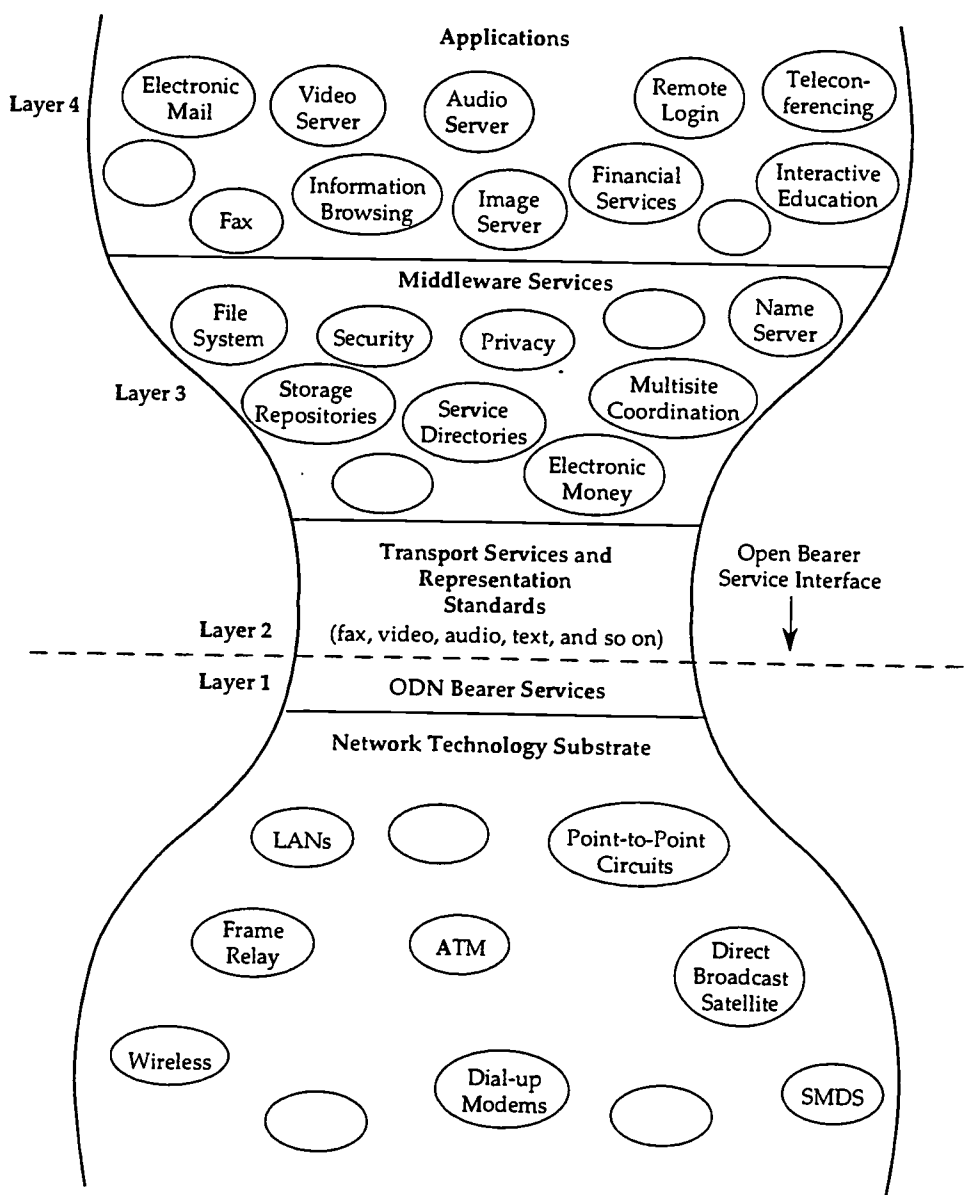 Applications
Layer 4
Electronic
Mail
Video
Server
Audio
Server
Remote
Login
Telecon-
ferencing
Fax
Information
Browsing
Image
Server
Financial
Services
Interactive
Education
Middleware Services
Layer 3
File
System
Security
Privacy
Name
Server
Storage
Repositories
Service
Directories
Multisite
Coordination
Electronic
Money
Transport Services and
Representation
Standards
(fax, video, audio, text, and so on)
Layer 2
Open Bearer
Service Interface
Layer 1
ODN Bearer Services
Network Technology Substrate
LANs
Point-to-Point
Circuits
Frame
Relay
ATM
Direct
Broadcast
Satellite
Wireless
Dial-up
Modems
SMDS